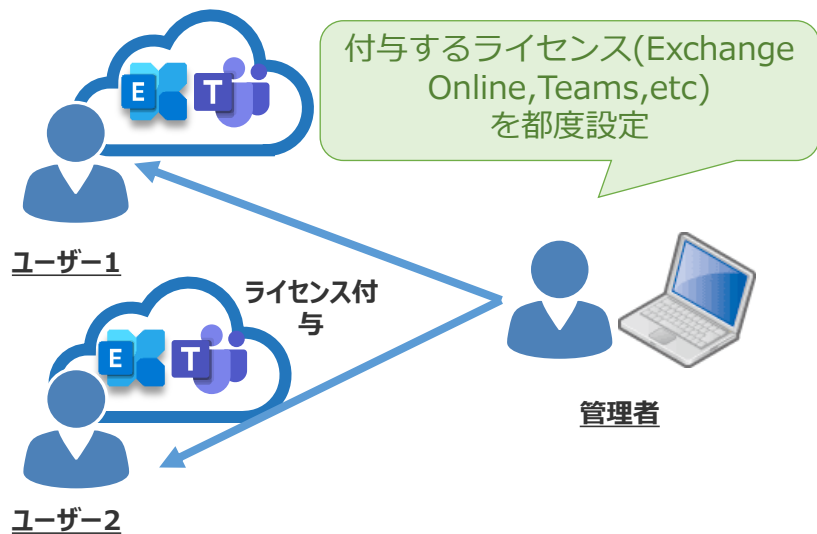 付与するライセンス(Exchange
Online,Teams,etc)
を都度設定
E
T
ユーザー1
ライセンス付
与
E
T
管理者
ユーザー2